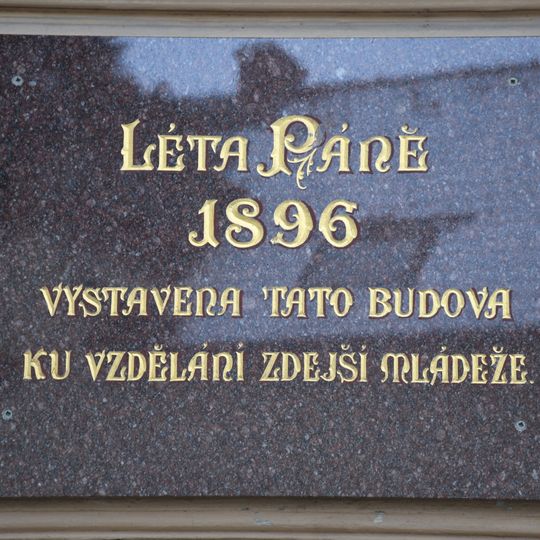 Léta Páně
1896
VYSTAVENA TATO BUDOVA
KU VZDĚLÁNÍ ZDEJŠÍ MLÁDEŽE.